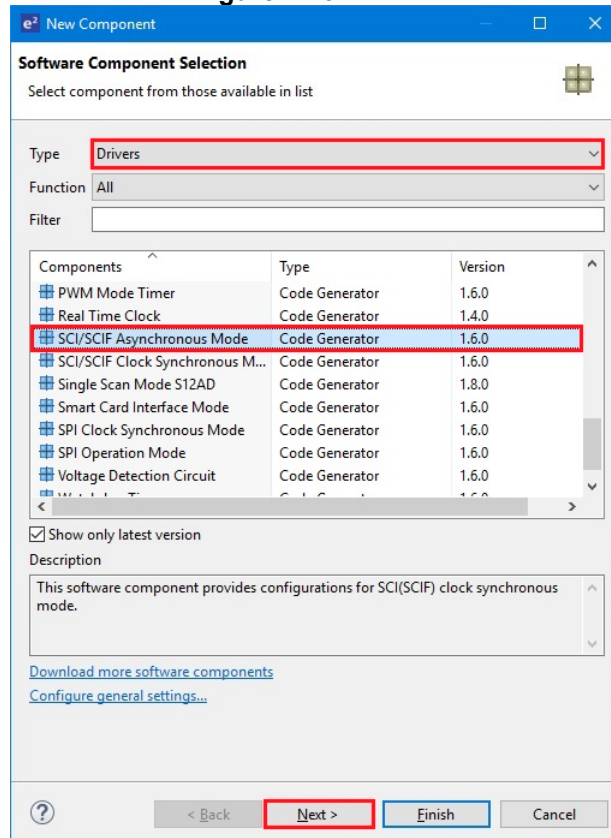 e² New Component
Software Component Selection
Select component from those available in list
Type Drivers
Function All
Filter
Components Type Version
PWM Mode Timer Code Generator 1.6.0
Real Time Clock Code Generator 1.4.0
SCI/SCIF Asynchronous Mode Code Generator 1.6.0
SCI/SCIF Clock Synchronous M... Code Generator 1.6.0
Single Scan Mode S12AD Code Generator 1.8.0
Smart Card Interface Mode Code Generator 1.6.0
SPI Clock Synchronous Mode Code Generator 1.6.0
SPI Operation Mode Code Generator 1.6.0
Voltage Detection Circuit Code Generator 1.6.0
Show only latest version
Description
This software component provides configurations for SCI(SCIF) clock synchronous
mode.
Download more software components
Configure general settings...
? < Back Next > Finish Cancel